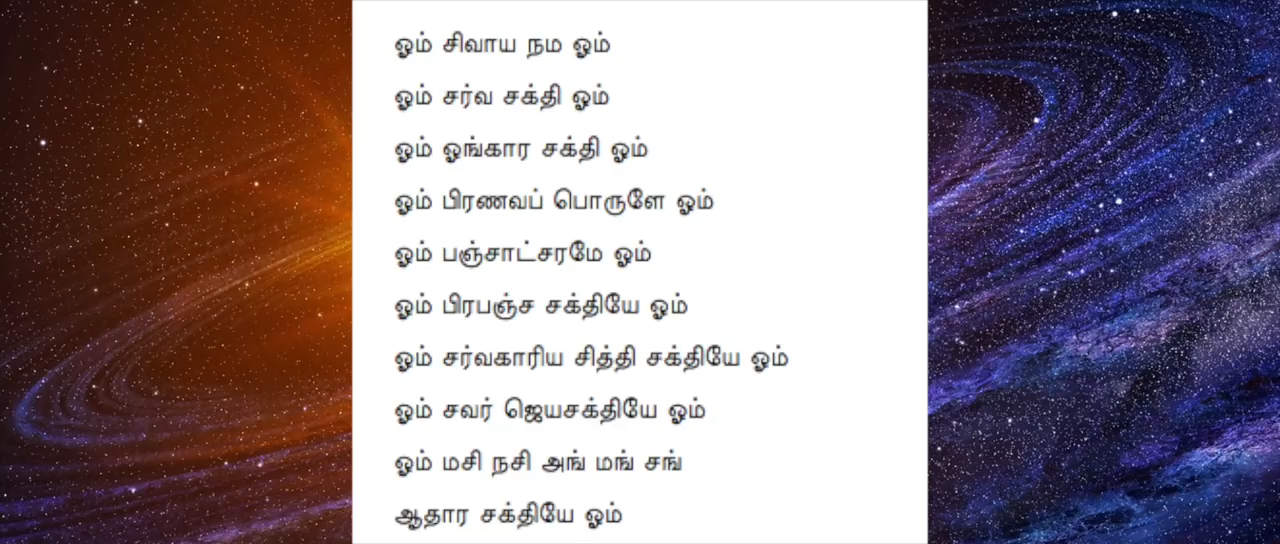 ஓம் சிவாய நம ஓம்
ஓம் சர்வ சக்தி ஓம்
ஓம் ஓங்கார சக்தி ஓம்
ஓம் பிரணவப் பொருளே ஓம்
ஓம் பஞ்சாட்சரமே ஓம்
ஓம் பிரபஞ்ச சக்தியே ஓம்
ஓம் சர்வகாரிய சித்தி சக்தியே ஓம்
ஓம் சவர் ஜெயசக்தியே ஓம்
ஓம் மசி நசி அங் மங் சங்
ஆதார சக்தியே ஓம்